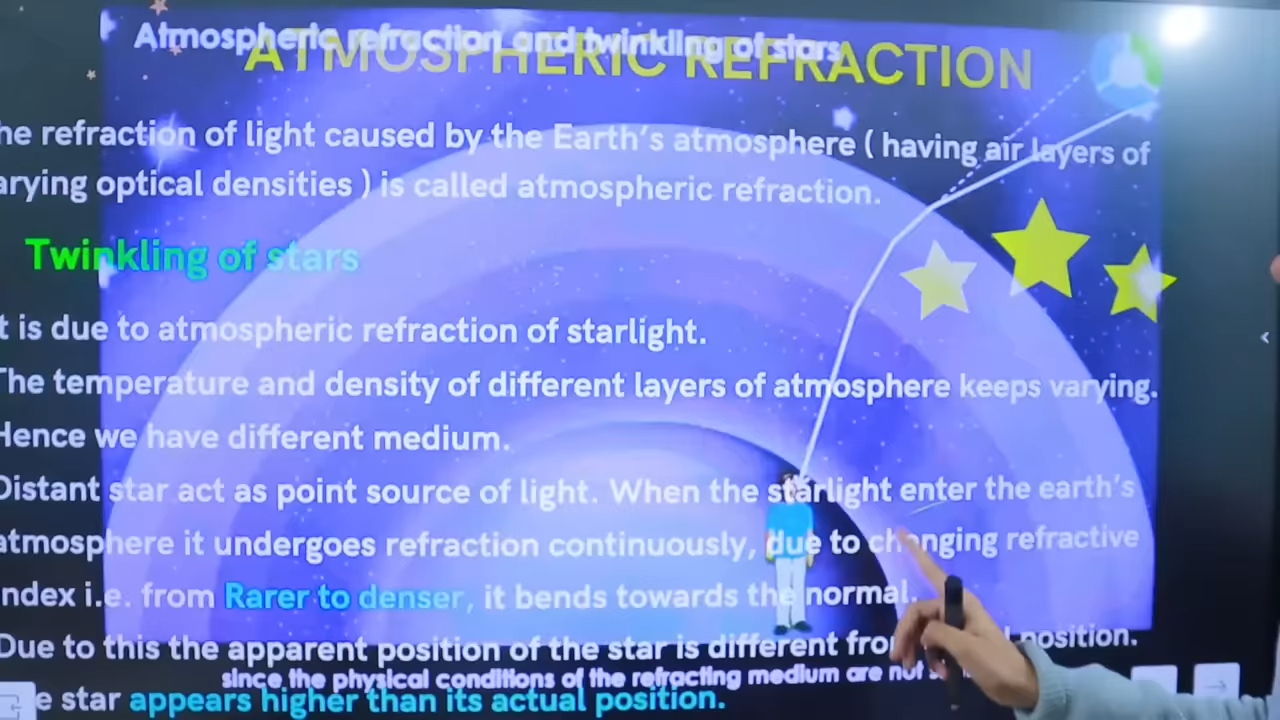 Atmospheric refraction and twinkling of stars
ATMOSPHERIC REFRACTION
he refraction of light caused by the Earth's atmosphere ( having air layers of
arying optical densities ) is called atmospheric refraction.
Twinkling of stars
t is due to atmospheric refraction of starlight.
The temperature and density of different layers of atmosphere keeps varying.
Hence we have different medium.
Distant star act as point source of light. When the starlight enter the earth's
atmosphere it undergoes refraction continuously, due to changing refractive
ndex i.e. from Rarer to denser, it bends towards the normal.
Due to this the apparent position of the star is different position.
since the physical conditions of the refracting medium are not
e star appears higher than its actual position.